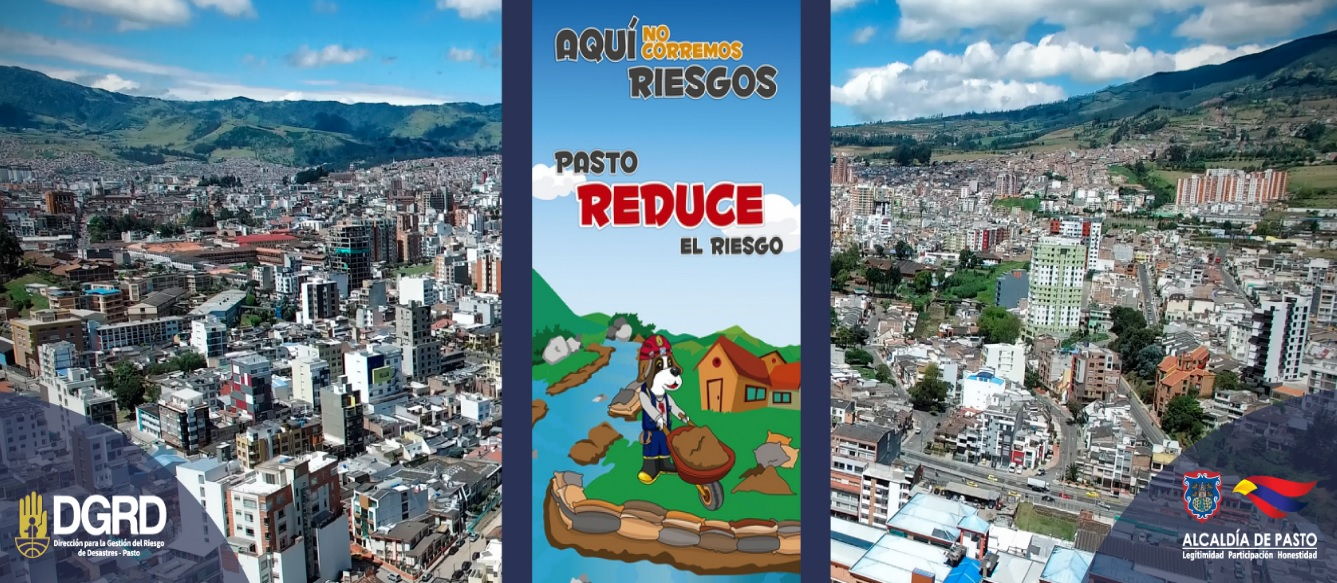 AQUÍ NO CORREMOS
RIESGOS
PASTO
REDUCE
EL RIESGO
DGRD
Dirección para la Gestión del Riesgo
de Desastres - Pasto
ALCALDÍA DE PASTO
Legitimidad Participación Honestidad